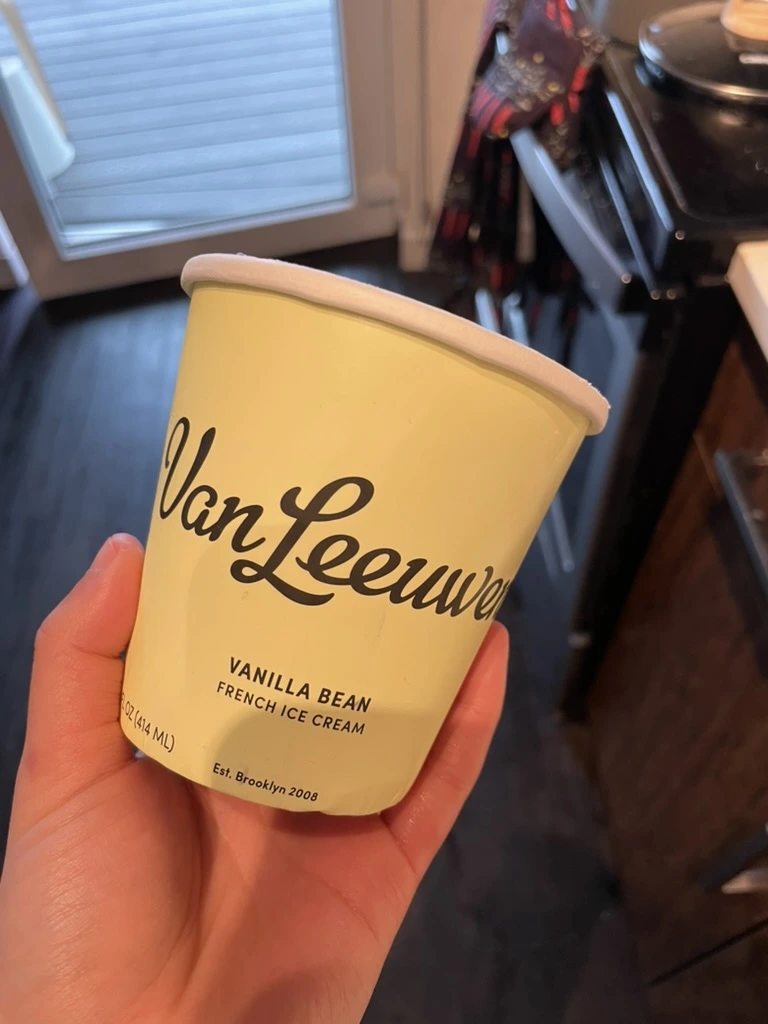 Van Leeuwen
VANILLA BEAN
FRENCH ICE CREAM
OZ (414 ML)
Est. Brooklyn 2008